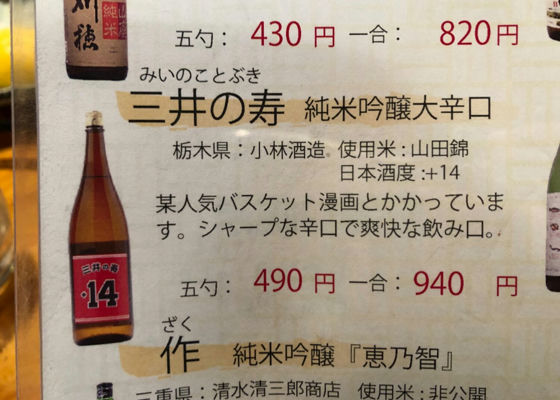 刈穂
山廃
純米
五勺： 430 円 一合： 820 円
みいのことぶき
三井の寿 純米吟醸大辛口
栃木県：小林酒造 使用米：山田錦
日本酒度：+14
某人気バスケット漫画とかかっていま
す。シャープな辛口で爽快な飲み口。
三井の寿
+14
五勺： 490 円 一合： 940 円
ざく
作 純米吟醸『恵乃智』
三重県：清水清三郎商店 使用米：非公開